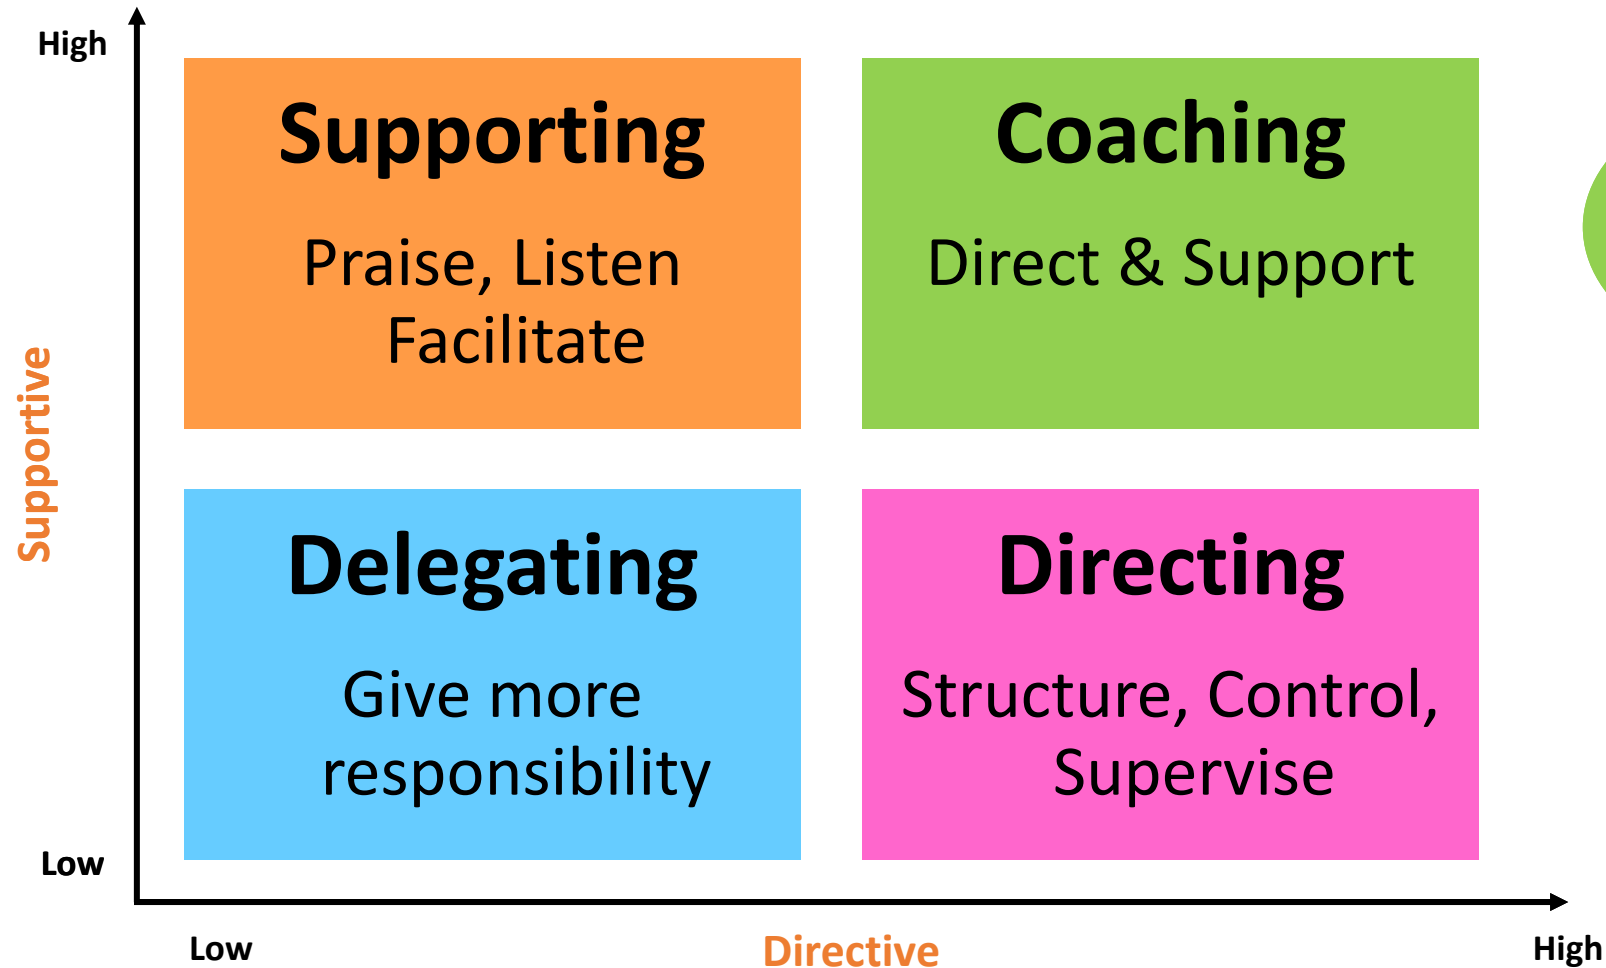 High
Supporting
Praise, Listen
Facilitate
Coaching
Direct & Support
Supportive
Delegating
Give more
responsibility
Directing
Structure, Control,
Supervise
Low
Low
Directive
High